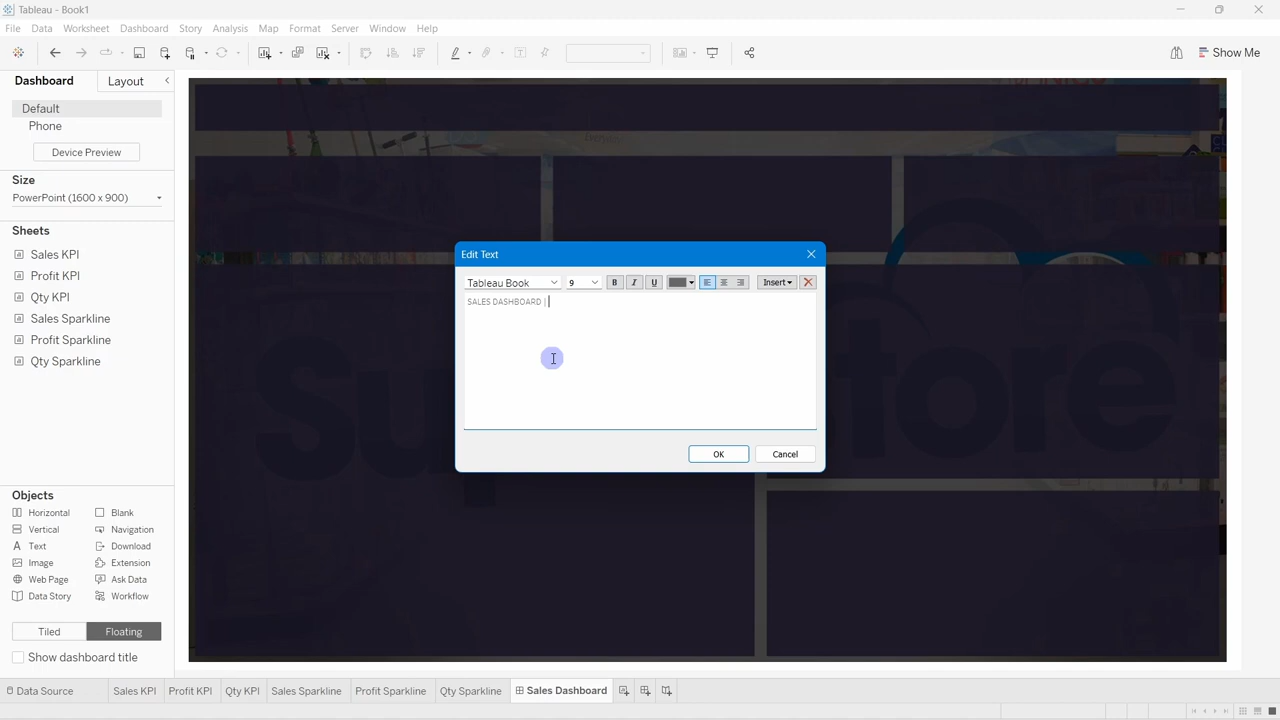 Tableau - Book1
File Data Worksheet Dashboard Story Analysis Map Format Server Window Help
Show Me
Dashboard Layout
Default
Phone
Device Preview
Size
PowerPoint (1600 x 900)
Sheets
Sales KPI
Profit KPI
Qty KPI
Sales Sparkline
Profit Sparkline
Qty Sparkline
Objects
Horizontal Blank
Vertical Navigation
Text Download
Image Extension
Web Page Ask Data
Data Story Workflow
Tiled Floating
Show dashboard title
Everyday
Edit Text
Tableau Book 9 B I U Insert
SALES DASHBOARD |
OK Cancel
Data Source Sales KPI Profit KPI Qty KPI Sales Sparkline Profit Sparkline Qty Sparkline Sales Dashboard